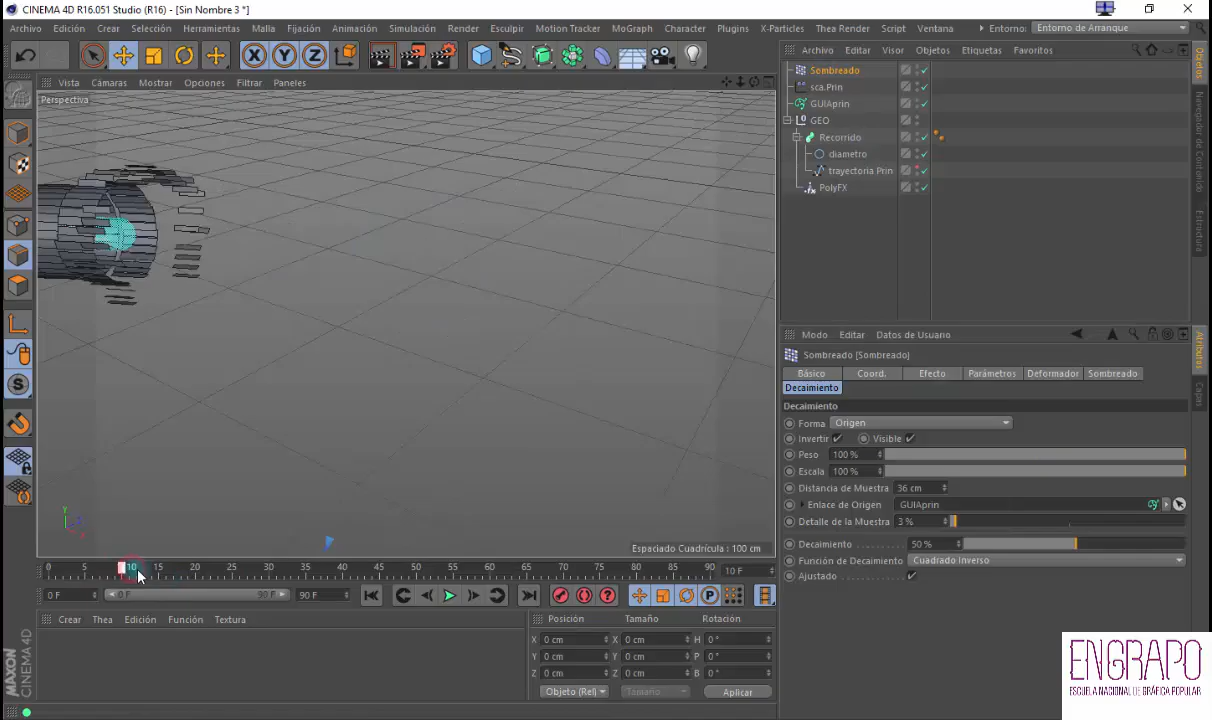 CINEMA 4D R16.051 Studio (R16) - [Sin Nombre 3 *]
Archivo Edición Crear Selección Herramientas Malla Fijación Animación Simulación Render Esculpir Motion Tracker MoGraph Character Plugins X-Particles Thea Render Script Ventana Entorno: Entorno de Arranque
Archivo Editar Visor Objetos Etiquetas Favoritos
Vista Cámaras Mostrar Opciones Filtrar Paneles
Perspectiva
Sombreado
sca.Prin
GUIAprin
GEO
Recorrido
diametro
trayectoria Prin
PolyFX
Objetos
Navegador de Contenido
Estructura
Modo Editar Datos de Usuario
Sombreado [Sombreado]
Básico Coord. Efecto Parámetros Deformador Sombreado
Decaimiento
Decaimiento
Forma Origen
Invertir Visible
Peso 100 %
Escala 100 %
Distancia de Muestra 36 cm
Enlace de Origen GUIAprin
Detalle de la Muestra 3 %
Decaimiento 50 %
Función de Decaimiento Cuadrado Inverso
Ajustado
Atributos
Capas
Y
Espaciado Cuadrícula : 100 cm
0 5 10 15 20 25 30 35 40 45 50 55 60 65 70 75 80 85 90 10 F
0 F 0 F 90 F 90 F
Crear Thea Edición Función Textura
Posición Tamaño Rotación
X 0 cm X 0 cm H 0 °
Y 0 cm Y 0 cm P 0 °
Z 0 cm Z 0 cm B 0 °
Objeto (Rel) Tamaño Aplicar
MAXON
CINEMA 4D
ENGRAPO
ESCUELA NACIONAL DE GRÁFICA POPULAR